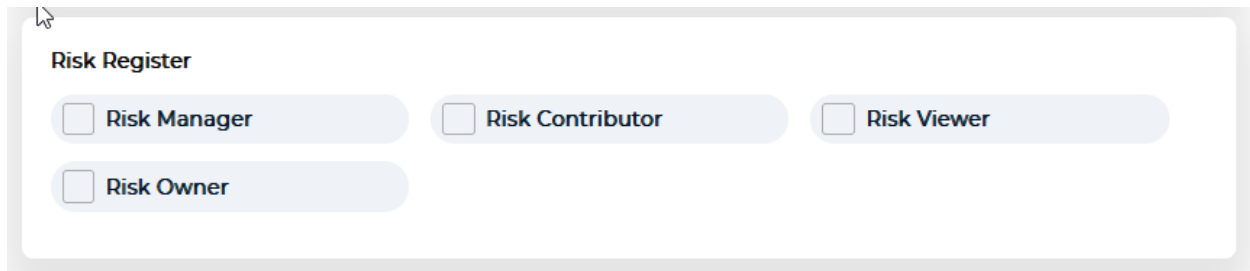 Risk Register
Risk Manager Risk Contributor Risk Viewer
Risk Owner